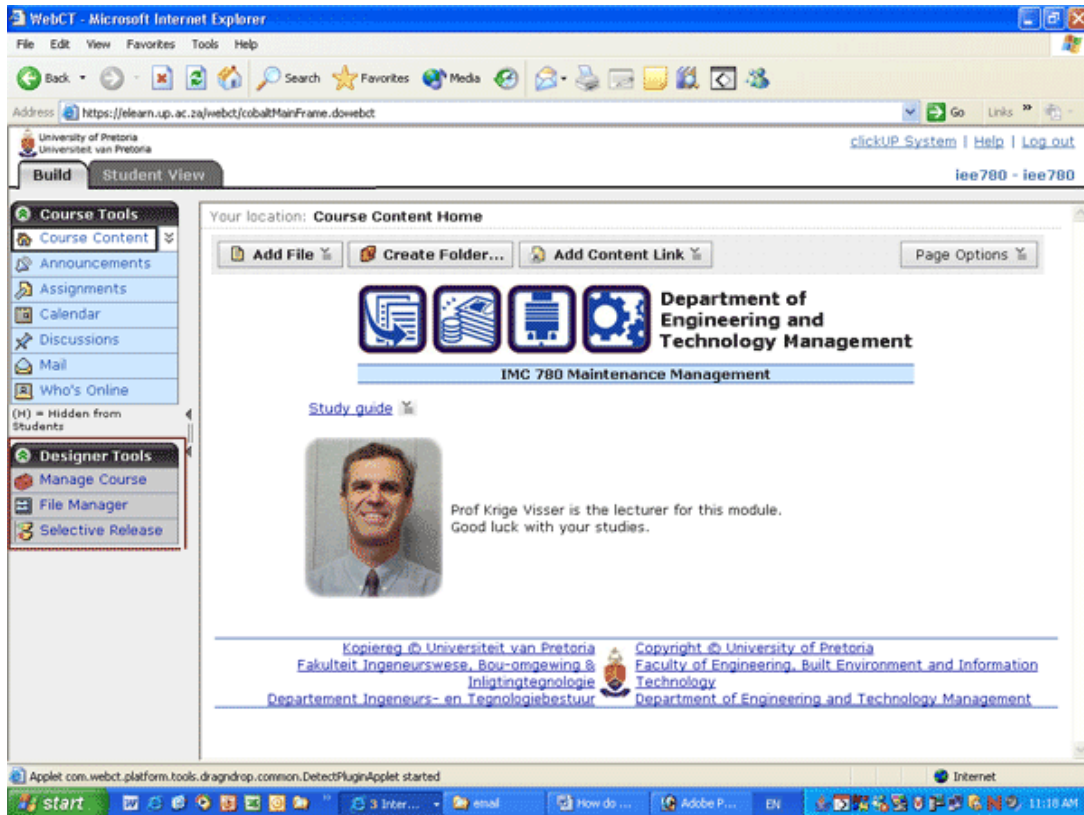 WebCT - Microsoft Internet Explorer
File Edit View Favorites Tools Help
Back Search Favorites Media
Address https://elearn.up.ac.za/webct/cobaltMainFrame.dowebct Go Links
University of Pretoria
Universiteit van Pretoria
clickUP System | Help | Log out
Build Student View
iee780 - iee780
Course Tools
Course Content
Announcements
Assignments
Calendar
Discussions
Mail
Who's Online
(H) = Hidden from
Students
Designer Tools
Manage Course
File Manager
Selective Release
Your location: Course Content Home
Add File Create Folder... Add Content Link Page Options
Department of
Engineering and
Technology Management
IMC 780 Maintenance Management
Study guide
Prof Krige Visser is the lecturer for this module.
Good luck with your studies.
Kopiereg © Universiteit van Pretoria
Fakulteit Ingeneurswese, Bou-omgewing &
Inligtingtegnologie
Departement Ingeneurs- en Tegnologiebestuur
Copyright © University of Pretoria
Faculty of Engineering, Built Environment and Information
Technology
Department of Engineering and Technology Management
Applet com.webct.platform.tools.dragndrop.common.DetectPluginApplet started Internet
start 3 Inter... email How do ... Adobe P... EN 11:18 AM